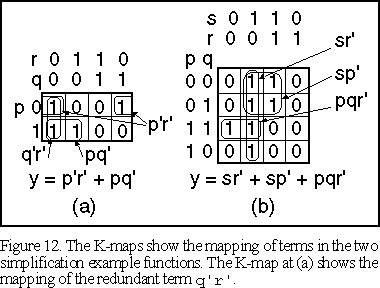 s 0 1 1 0
r 0 0 1 1
sr'
r 0 1 1 0
q 0 0 1 1
p q
0 0 0 1 1 0
sp'
p 0 1 0 0 1
0 1 0 1 1 0
pqr'
1 1 1 0 0
p'r'
1 1 1 1 0 0
q'r' pq'
1 0 0 1 0 0
y = p'r' + pq'
y = sr' + sp' + pqr'
(a)
(b)
Figure 12. The K-maps show the mapping of terms in the two
simplification example functions. The K-map at (a) shows the
mapping of the redundant term q'r'.